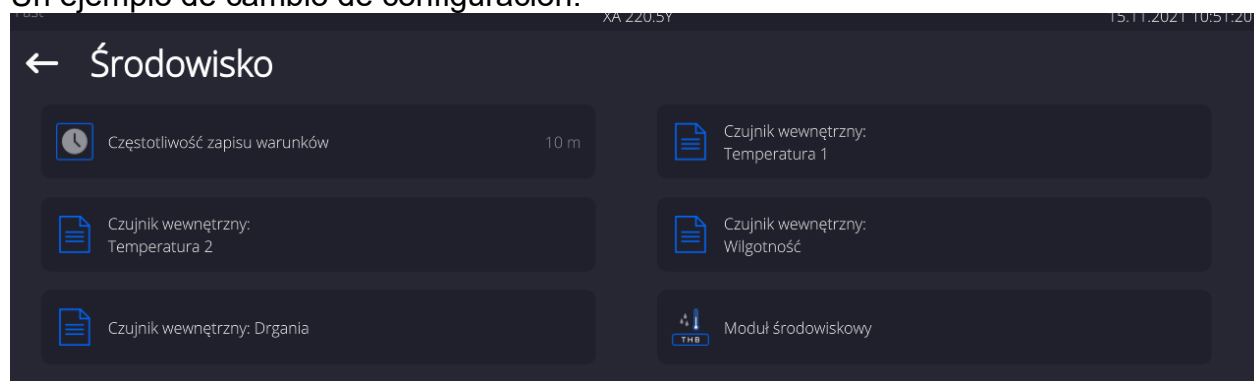 Un ejemplo de cambio de configuración:
Fast XA 220.5Y 15.11.2021 10:51:20
← Środowisko
Częstotliwość zapisu warunków 10 m
Czujnik wewnętrzny:
Temperatura 1
Czujnik wewnętrzny:
Temperatura 2
Czujnik wewnętrzny:
Wilgotność
Czujnik wewnętrzny: Drgania
THB
Moduł środowiskowy